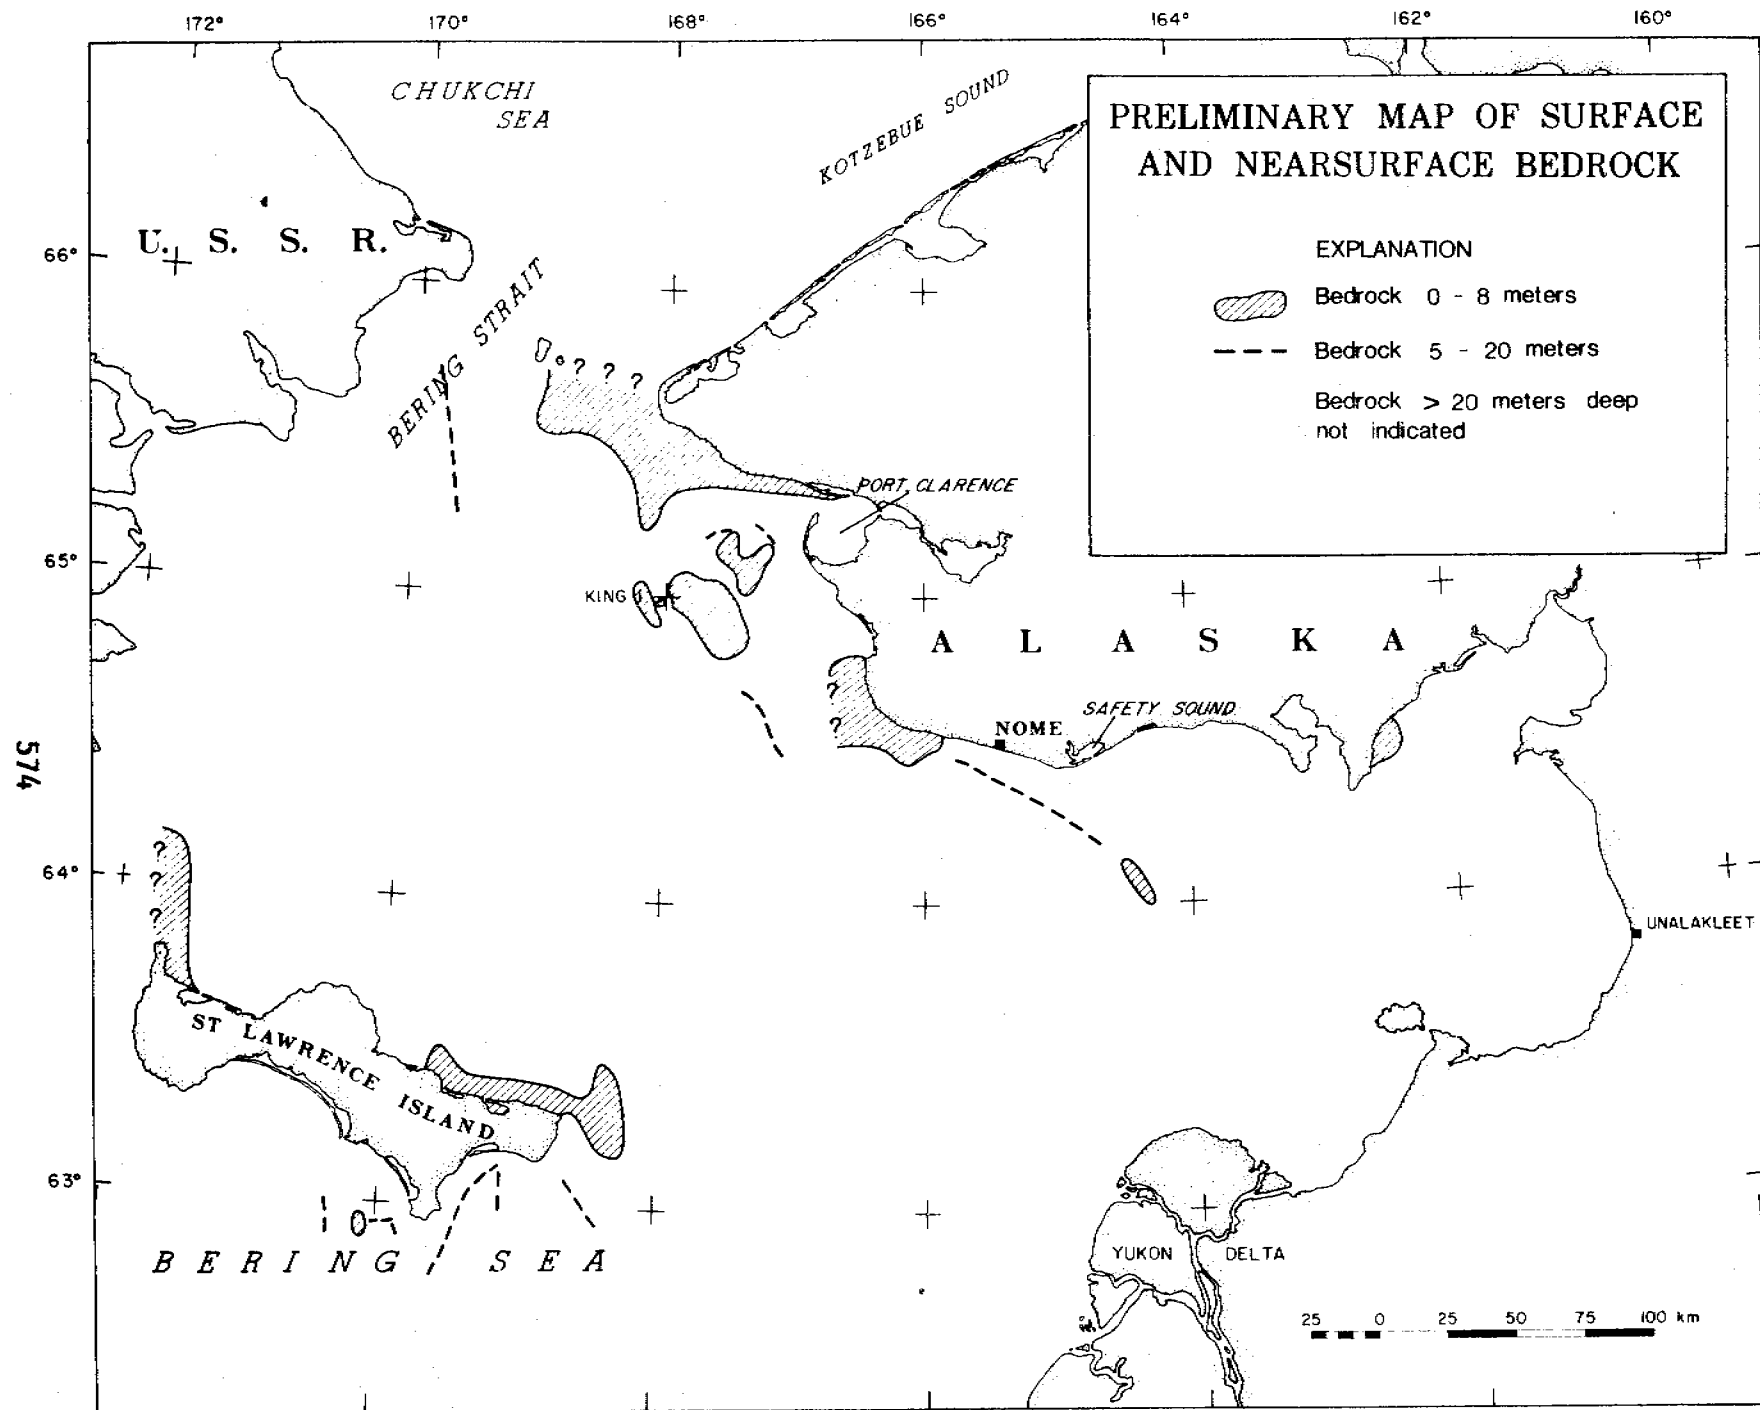 172° 170° 168° 166° 164° 162° 160°
CHUKCHI
SEA
KOTZEBUE SOUND
PRELIMINARY MAP OF SURFACE
AND NEARSURFACE BEDROCK
EXPLANATION
Bedrock 0 - 8 meters
Bedrock 5 - 20 meters
Bedrock > 20 meters deep
not indicated
U. S. S. R.
66°
BERING STRAIT
? ? ? ?
PORT CLARENCE
65°
KING
ALASKA
?
?
SAFETY SOUND
NOME
574
64°
?
?
?
UNALAKLEET
ST LAWRENCE ISLAND
63°
BERING SEA
YUKON DELTA
25 0 25 50 75 100 km